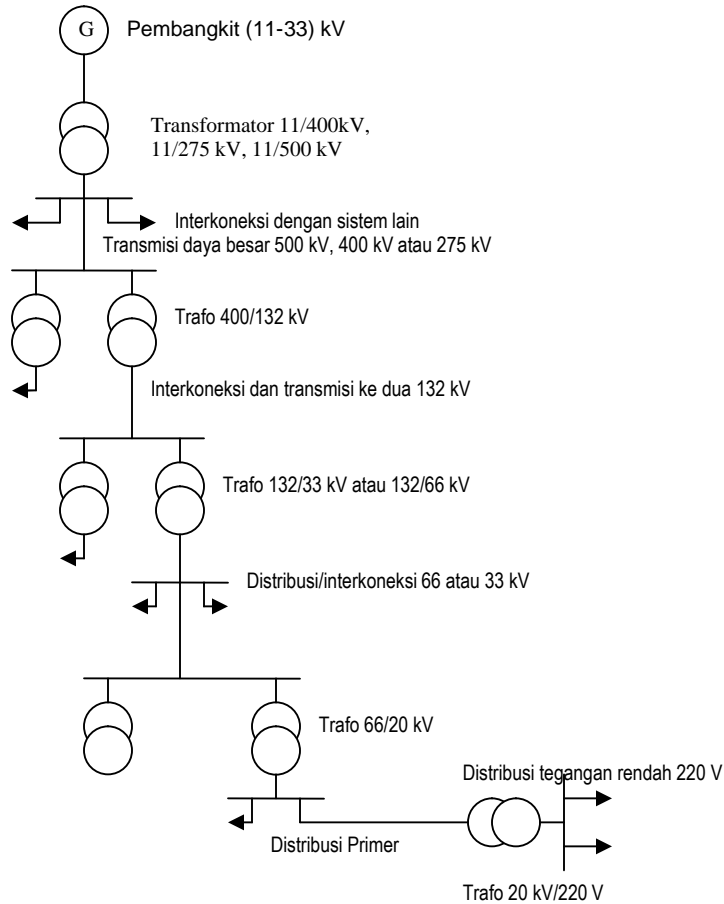 G Pembangkit (11-33) kV
Transformator 11/400kV,
11/275 kV, 11/500 kV
Interkoneksi dengan sistem lain
Transmisi daya besar 500 kV, 400 kV atau 275 kV
Trafo 400/132 kV
Interkoneksi dan transmisi ke dua 132 kV
Trafo 132/33 kV atau 132/66 kV
Distribusi/interkoneksi 66 atau 33 kV
Trafo 66/20 kV
Distribusi tegangan rendah 220 V
Distribusi Primer
Trafo 20 kV/220 V